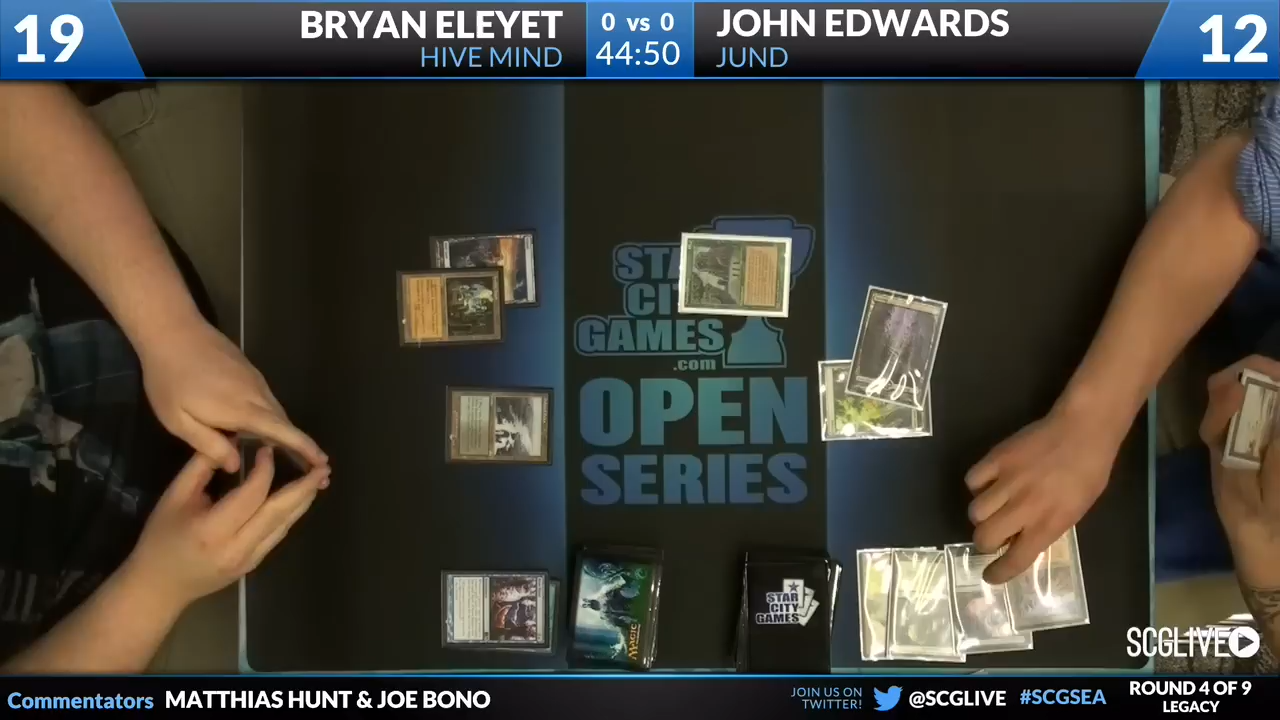 19
BRYAN ELEYET
HIVE MIND
0 vs 0
44:50
JOHN EDWARDS
JUND
12
STAR
CITY
GAMES
.com
OPEN
SERIES
MAGIC
STAR
CITY
GAMES
SCGLIVE
Commentators MATTHIAS HUNT & JOE BONO
JOIN US ON
TWITTER!
@SCGLIVE
#SCGSEA
ROUND 4 OF 9
LEGACY